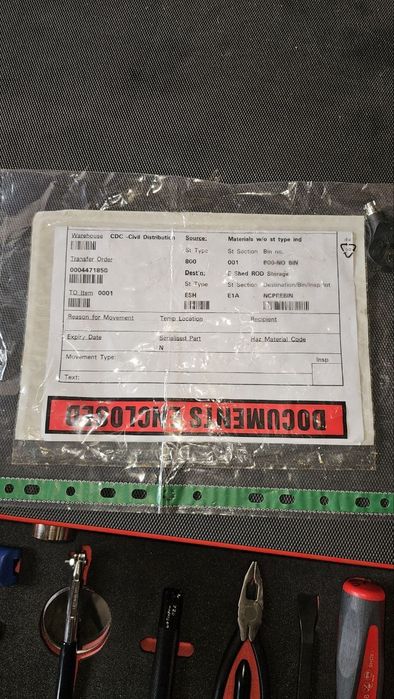 Warehouse CDC -Civil Distribution Source: Materials w/o st type ind
St Type St Section Bin no.
Transfer Order 800 001 800-NO BIN
0004471850
Dest'n: E Shed ROD Storage
St Type St Section Destination/Bin/Insp lot
TO Item 0001 ESH E1A NCPREBIN
Reason for Movement Temp Location Recipient
Expiry Date Serialised Part Haz Material Code
N
Movement Type: Insp
Text:
DOCUMENTS ENCLOSED